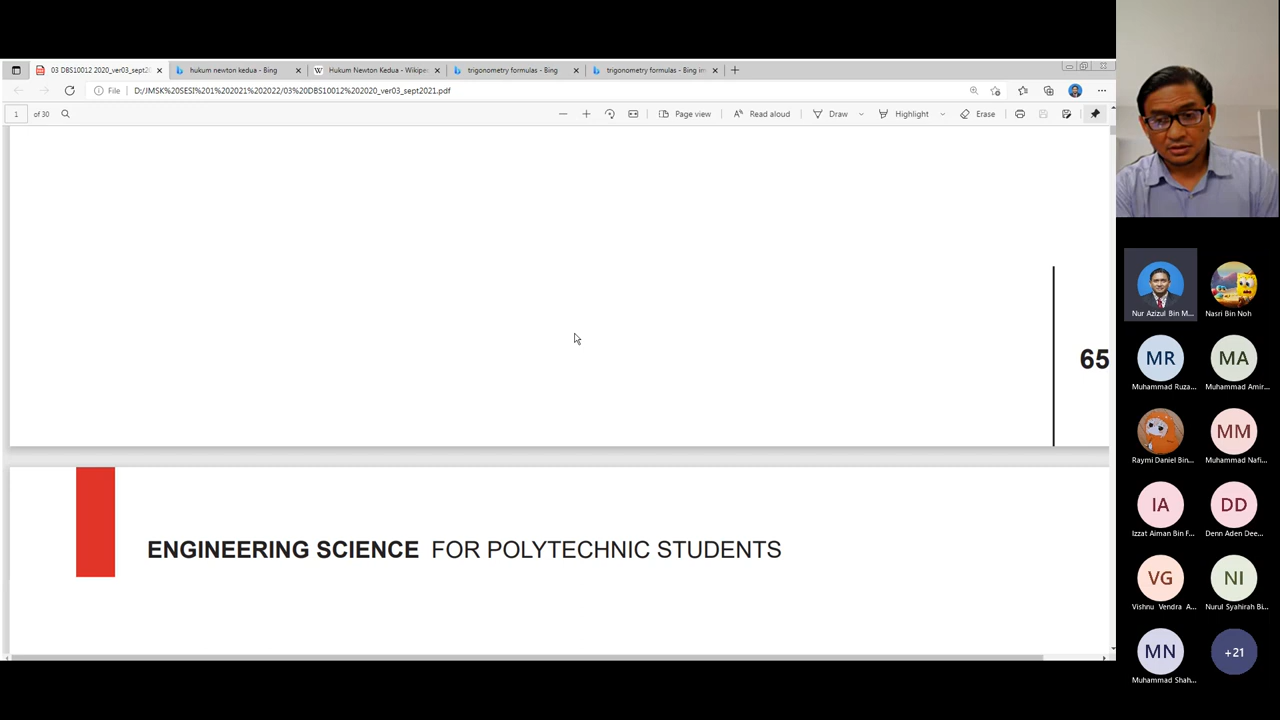 03 DBS10012 2020_ver03_sept20
hukum newton kedua - Bing
Hukum Newton Kedua - Wikipe
trigonometry formulas - Bing
trigonometry formulas - Bing im
File
D:/JMSK%20SESI%201%202021%202022/03%20DBS10012%202020_ver03_sept2021.pdf
1 of 30
Page view
Read aloud
Draw
Highlight
Erase
65
ENGINEERING SCIENCE FOR POLYTECHNIC STUDENTS
Nur Azizul Bin M...
Nasri Bin Noh
MR
MA
Muhammad Ruza...
Muhammad Amir...
MM
Raymi Daniel Bin...
Muhammad Nafi...
IA
DD
Izzat Aiman Bin F...
Denn Aden Dee...
VG
NI
Vishnu Vendra A...
Nurul Syahirah Bi...
MN
+21
Muhammad Shah...